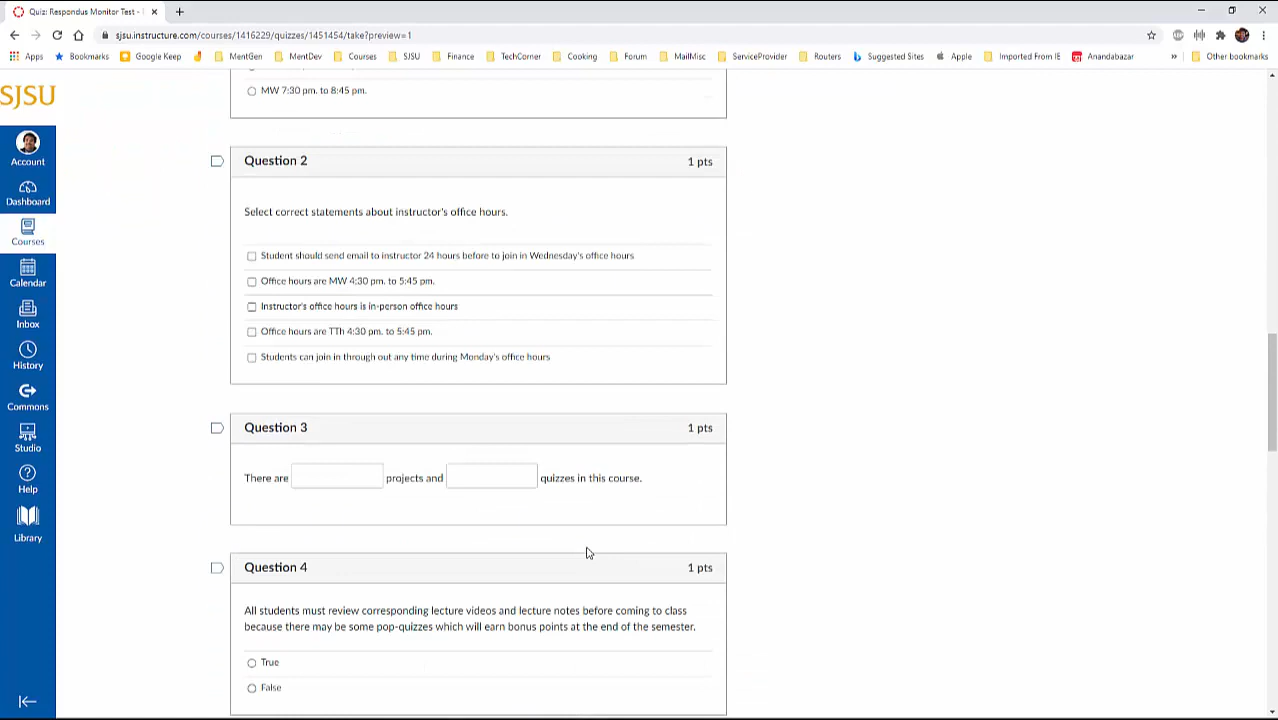 Quiz: Respondus Monitor Test -
sjsu.instructure.com/courses/1416229/quizzes/1451454/take?preview=1
Apps Bookmarks Google Keep MentGen MentDev Courses SJSU Finance TechCorner Cooking Forum MailMisc ServiceProvider Routers Suggested Sites Apple Imported From IE Anandabazar » Other bookmarks
MW 7:30 pm. to 8:45 pm.
SJSU
Account
Dashboard
Courses
Calendar
Inbox
History
Commons
Studio
Help
Library
Question 2 1 pts
Select correct statements about instructor's office hours.
Student should send email to instructor 24 hours before to join in Wednesday's office hours
Office hours are MW 4:30 pm. to 5:45 pm.
Instructor's office hours is in-person office hours
Office hours are TTh 4:30 pm. to 5:45 pm.
Students can join in through out any time during Monday's office hours
Question 3 1 pts
There are projects and quizzes in this course.
Question 4 1 pts
All students must review corresponding lecture videos and lecture notes before coming to class
because there may be some pop-quizzes which will earn bonus points at the end of the semester.
True
False